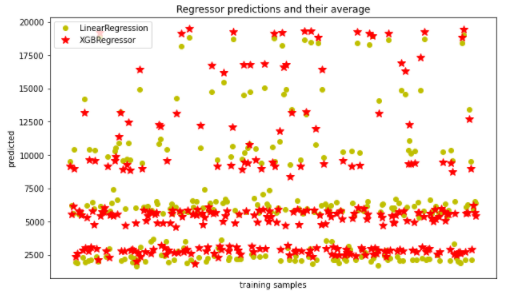 Regressor predictions and their average
LinearRegression
XGBRegressor
20000
17500
15000
12500
10000
7500
5000
2500
predicted
training samples